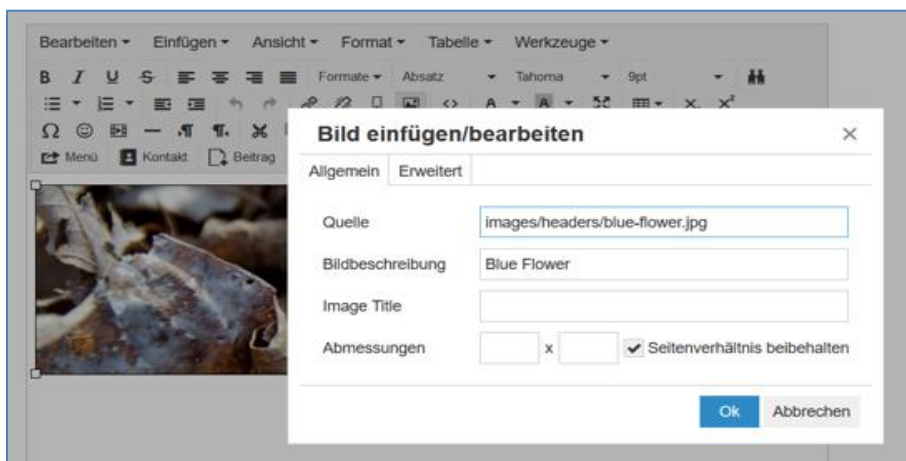 Bearbeiten Einfügen Ansicht Format Tabelle Werkzeuge
B I U S Formate Absatz Tahoma 9pt
A A x, x²
Ω
Menü Kontakt Beitrag
Bild einfügen/bearbeiten ×
Allgemein Erweitert
Quelle images/headers/blue-flower.jpg
Bildbeschreibung Blue Flower
Image Title
Abmessungen x Seitenverhältnis beibehalten
Ok Abbrechen